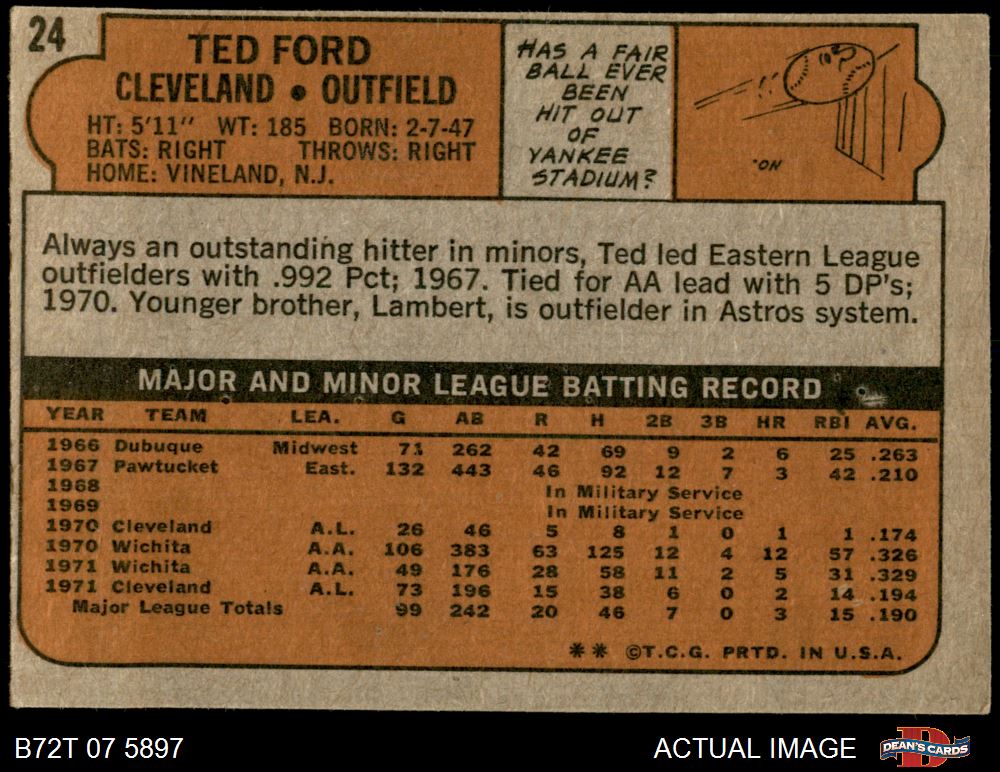 24
TED FORD
CLEVELAND • OUTFIELD
HT: 5'11" WT: 185 BORN: 2-7-47
BATS: RIGHT THROWS: RIGHT
HOME: VINELAND, N.J.
HAS A FAIR
BALL EVER
BEEN
HIT OUT
OF
YANKEE
STADIUM?
'ON
Always an outstanding hitter in minors, Ted led Eastern League
outfielders with .992 Pct; 1967. Tied for AA lead with 5 DP's;
1970. Younger brother, Lambert, is outfielder in Astros system.
MAJOR AND MINOR LEAGUE BATTING RECORD
YEAR TEAM LEA. G AB R H 2B 3B HR RBI AVG.
1966 Dubuque Midwest 71 262 42 69 9 2 6 25 .263
1967 Pawtucket East. 132 443 46 92 12 7 3 42 .210
1968 In Military Service
1969 In Military Service
1970 Cleveland A.L. 26 46 5 8 1 0 1 1 .174
1970 Wichita A.A. 106 383 63 125 12 4 12 57 .326
1971 Wichita A.A. 49 176 28 58 11 2 5 31 .329
1971 Cleveland A.L. 73 196 15 38 6 0 2 14 .194
Major League Totals 99 242 20 46 7 0 3 15 .190
** ©T.C.G. PRTD. IN U.S.A.
B72T 07 5897 ACTUAL IMAGE DEAN'S CARDS